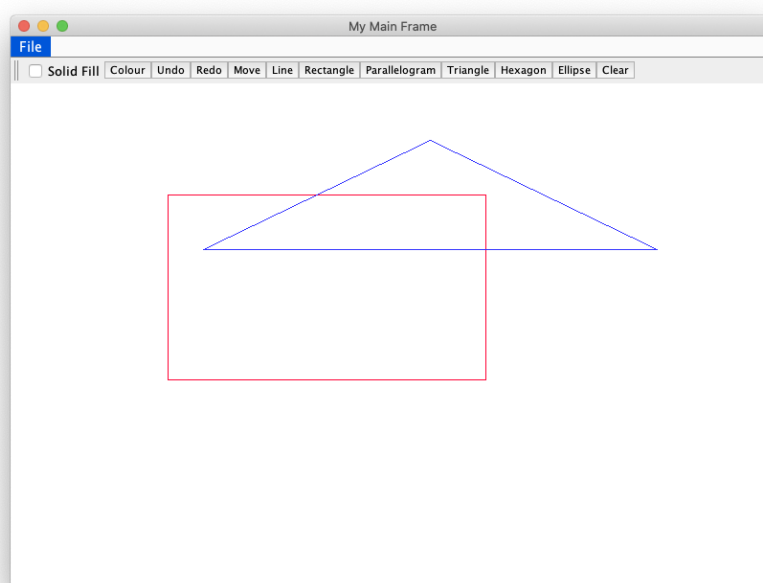 My Main Frame
File
Solid Fill Colour Undo Redo Move Line Rectangle Parallelogram Triangle Hexagon Ellipse Clear